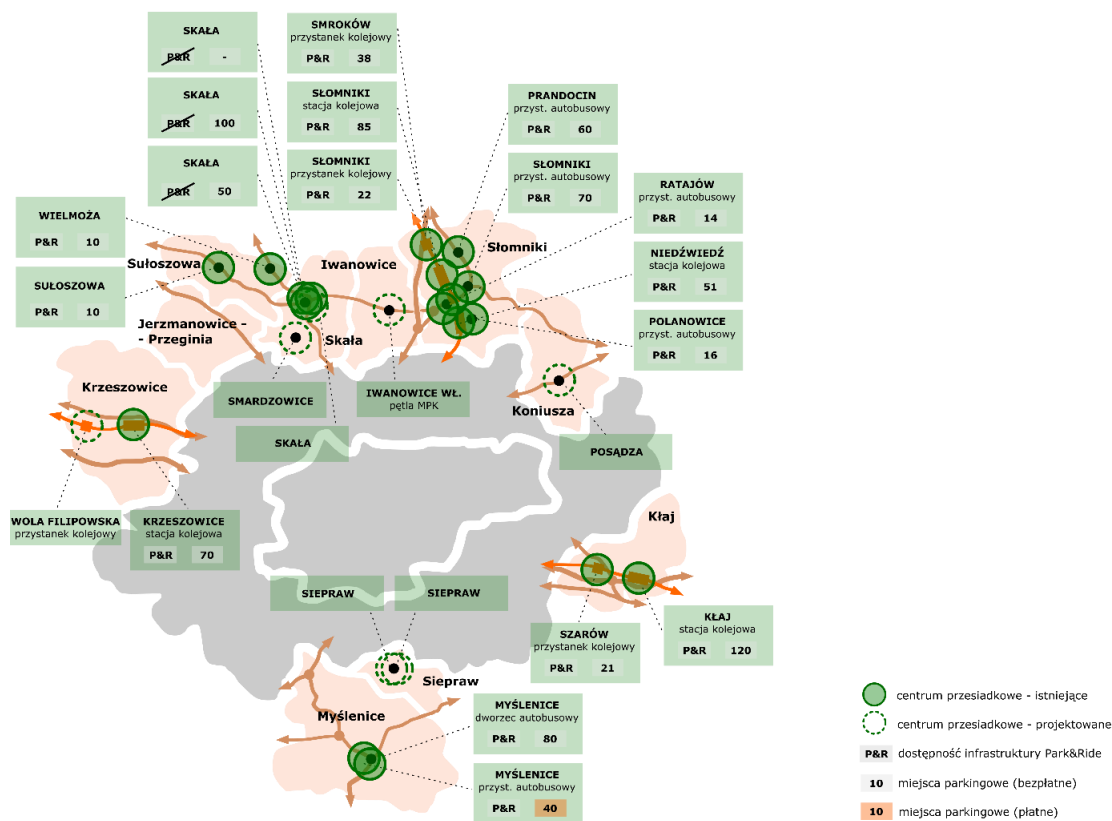 SKAŁA
P&R -
SKAŁA
P&R 100
SKAŁA
P&R 50
SMROKÓW
przystanek kolejowy
P&R 38
SŁOMNIKI
stacja kolejowa
P&R 85
SŁOMNIKI
przystanek kolejowy
P&R 22
PRANDOCIN
przyst. autobusowy
P&R 60
SŁOMNIKI
przyst. autobusowy
P&R 70
RATAJÓW
przyst. autobusowy
P&R 14
NIEDŹWIEDŹ
stacja kolejowa
P&R 51
POLANOWICE
przyst. autobusowy
P&R 16
WIELMOŻA
P&R 10
SUŁOSZOWA
P&R 10
Sułoszowa
Iwanowice
Słomniki
Jerzmanowice -
- Przeginia
Skała
Krzeszowice
Koniusza
SMARDZOWICE
IWANOWICE WŁ.
pętla MPK
SKAŁA
POSĄDZA
WOLA FILIPOWSKA
przystanek kolejowy
KRZESZOWICE
stacja kolejowa
P&R 70
Kłaj
SIEPRAW
SIEPRAW
SZARÓW
przystanek kolejowy
P&R 21
KŁAJ
stacja kolejowa
P&R 120
Siepraw
Myślenice
MYŚLENICE
dworzec autobusowy
P&R 80
MYŚLENICE
przyst. autobusowy
P&R 40
centrum przesiadkowe - istniejące
centrum przesiadkowe - projektowane
P&R dostępność infrastruktury Park&Ride
10 miejsca parkingowe (bezpłatne)
10 miejsca parkingowe (płatne)